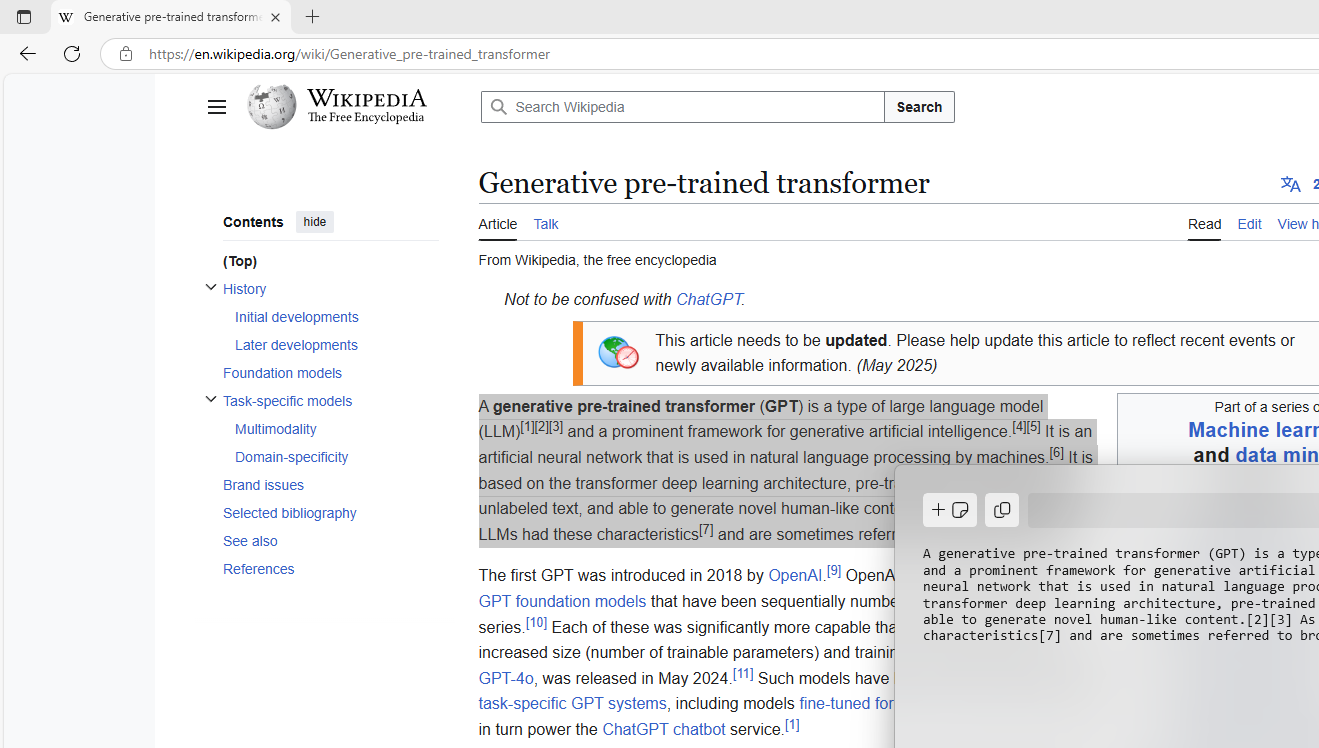 Generative pre-trained transforme
https://en.wikipedia.org/wiki/Generative_pre-trained_transformer
WIKIPEDIA
The Free Encyclopedia
Search Wikipedia
Search
Generative pre-trained transformer
2
Contents
hide
Article
Talk
Read
Edit
View h
From Wikipedia, the free encyclopedia
(Top)
History
Initial developments
Later developments
Foundation models
Task-specific models
Multimodality
Domain-specificity
Brand issues
Selected bibliography
See also
References
Not to be confused with ChatGPT.
This article needs to be updated. Please help update this article to reflect recent events or
newly available information. (May 2025)
A generative pre-trained transformer (GPT) is a type of large language model
(LLM)[1][2][3] and a prominent framework for generative artificial intelligence.[4][5] It is an
artificial neural network that is used in natural language processing by machines.[6] It is
based on the transformer deep learning architecture, pre-tr
unlabeled text, and able to generate novel human-like cont
LLMs had these characteristics[7] and are sometimes referr
The first GPT was introduced in 2018 by OpenAI.[9] OpenA
GPT foundation models that have been sequentially numbe
series.[10] Each of these was significantly more capable tha
increased size (number of trainable parameters) and trainin
GPT-4o, was released in May 2024.[11] Such models have
task-specific GPT systems, including models fine-tuned for
in turn power the ChatGPT chatbot service.[1]
Part of a series o
Machine learn
and data min
A generative pre-trained transformer (GPT) is a type
and a prominent framework for generative artificial
neural network that is used in natural language proc
transformer deep learning architecture, pre-trained
able to generate novel human-like content.[2][3] As
characteristics[7] and are sometimes referred to bro